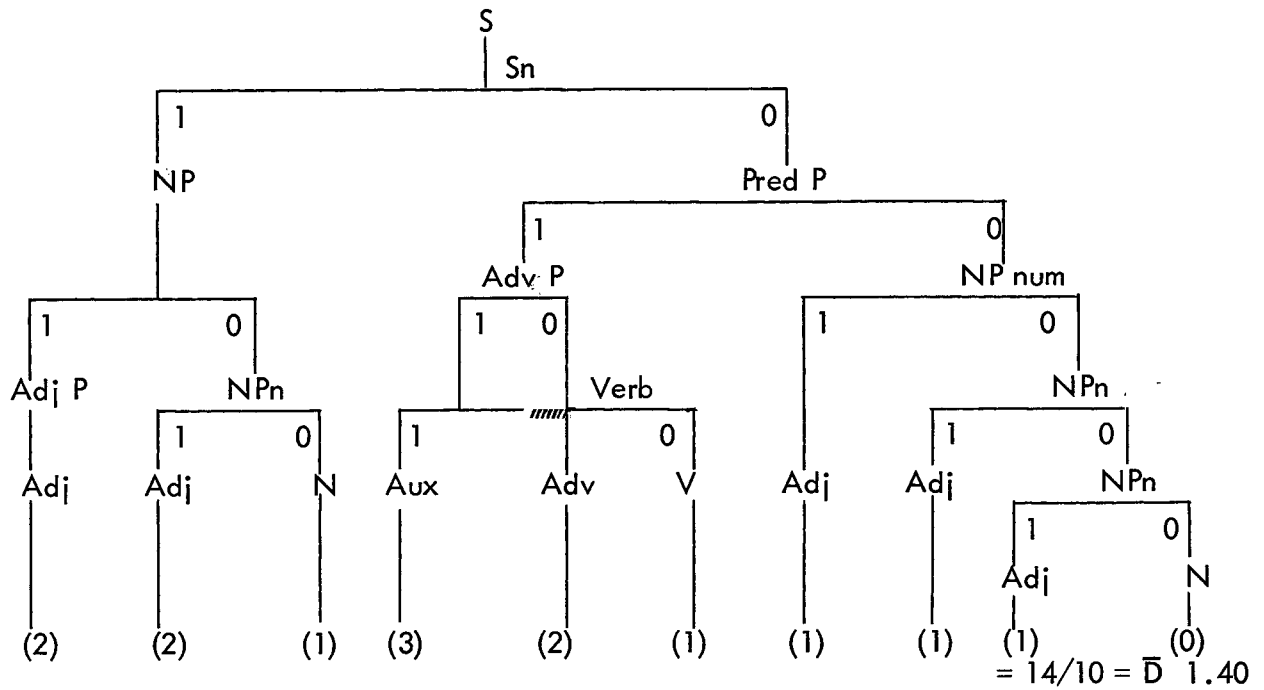 S
Sn
1 0
NP Pred P
1 0
Adv P NP num
1 0 1 0 1 0
Adj P NPn Verb NPn
1 0 1 0 1 0
Adj Adj N Aux Adv V Adj Adj NPn
1 0
Adj N
(2) (2) (1) (3) (2) (1) (1) (1) (1) (0)
= 14/10 = D̅ 1.40